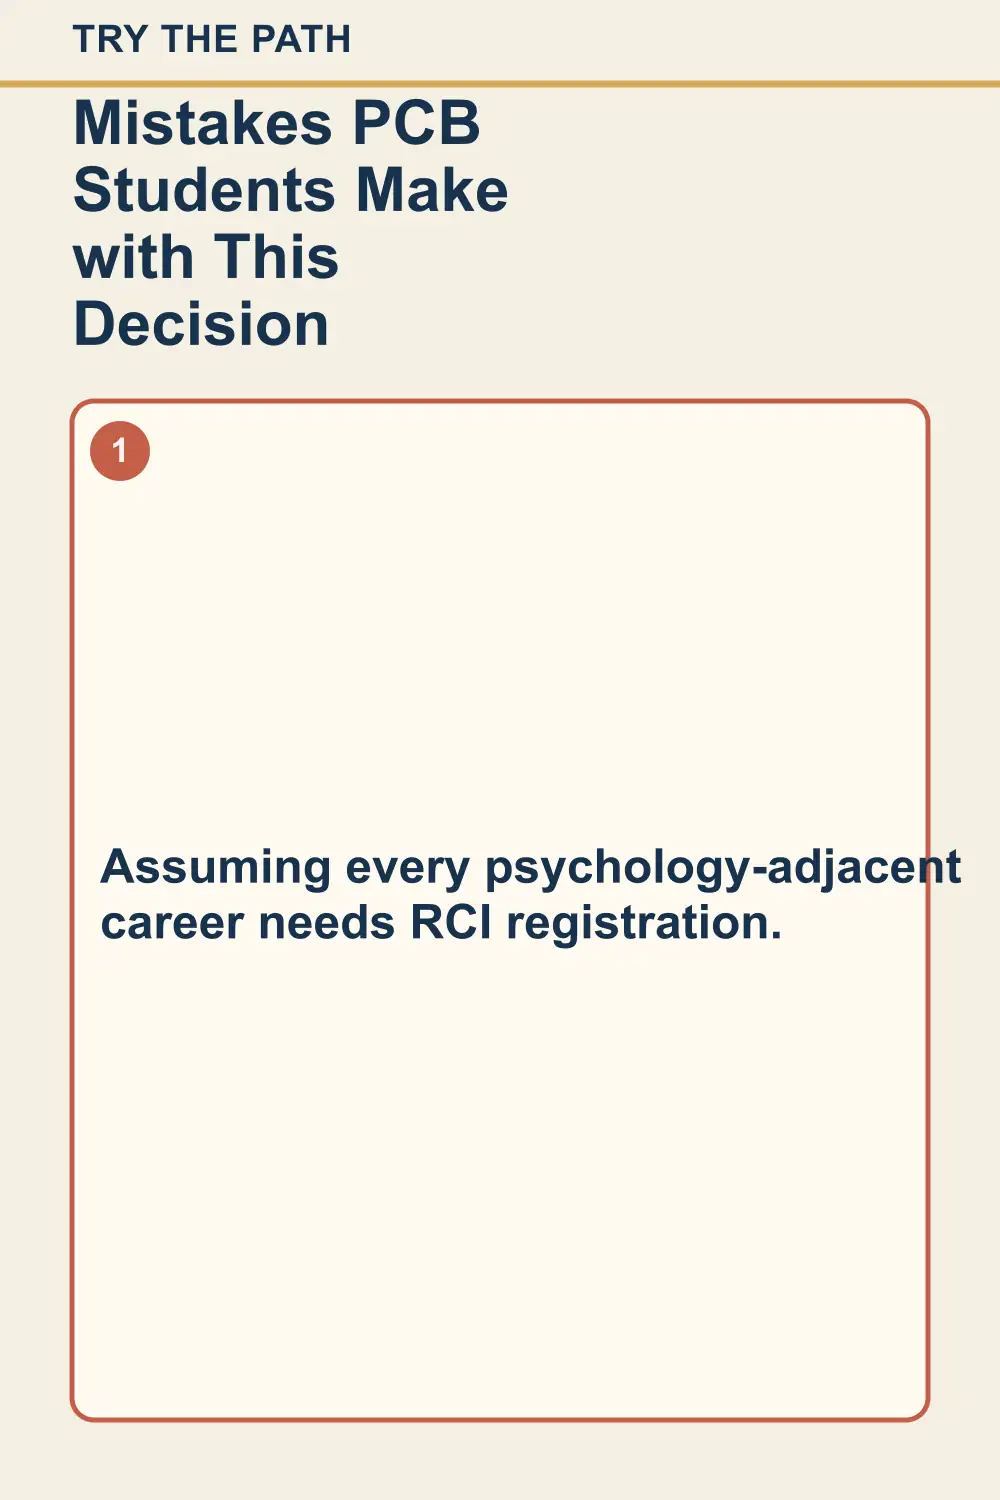 TRY THE PATH
Mistakes PCB
Students Make
with This
Decision
1
Assuming every psychology-adjacent
career needs RCI registration.